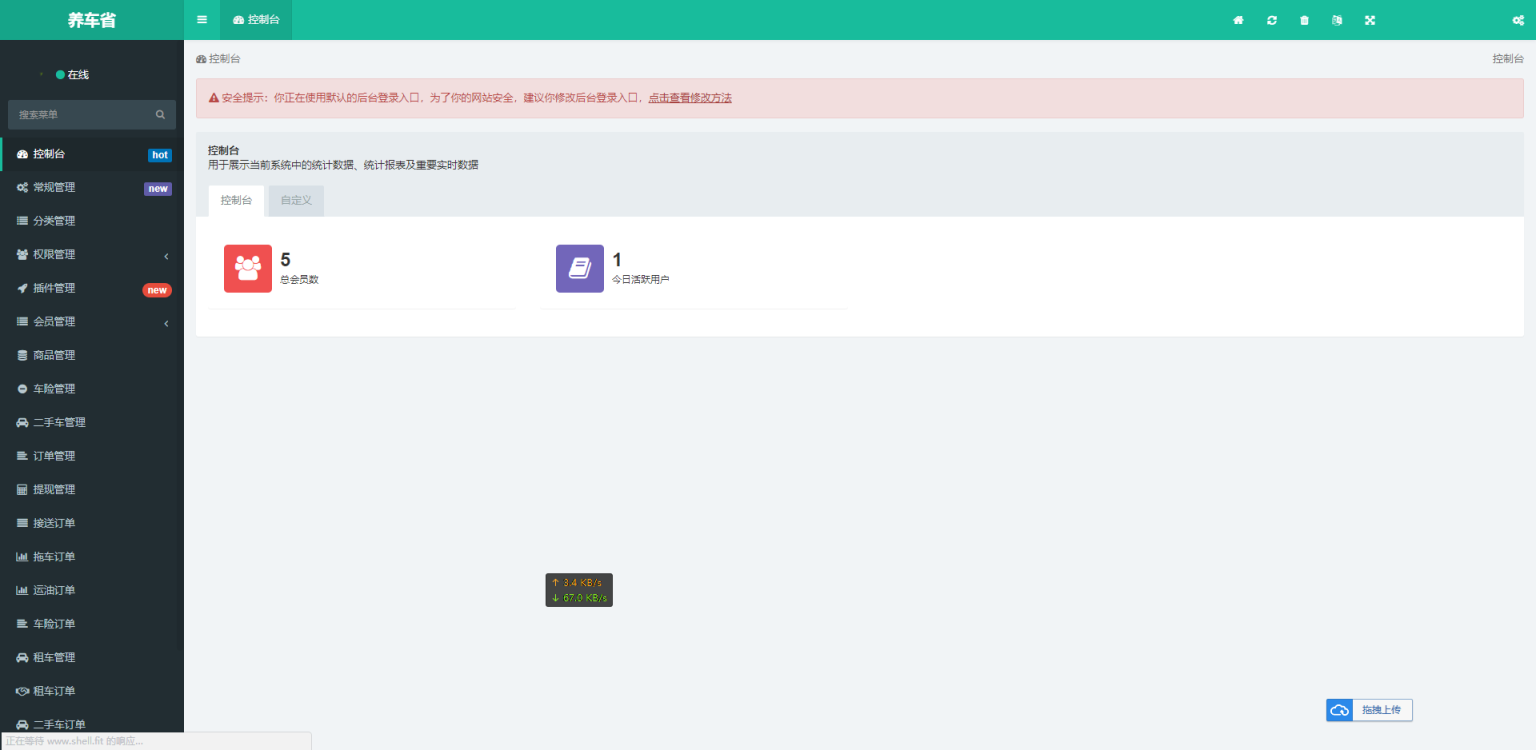 养车省
控制台
在线
搜索菜单
控制台 hot
常规管理 new
分类管理
权限管理
插件管理 new
会员管理
商品管理
车险管理
二手车管理
订单管理
提现管理
接送订单
拖车订单
运油订单
车险订单
租车管理
租车订单
二手车订单
正在等待 www.shell.fit 的响应...
控制台
控制台
安全提示：你正在使用默认的后台登录入口，为了你的网站安全，建议你修改后台登录入口，点击查看修改方法
控制台
用于展示当前系统中的统计数据、统计报表及重要实时数据
控制台 自定义
5
总会员数
1
今日活跃用户
↑ 3.4 KB/s
↓ 67.0 KB/s
拖拽上传